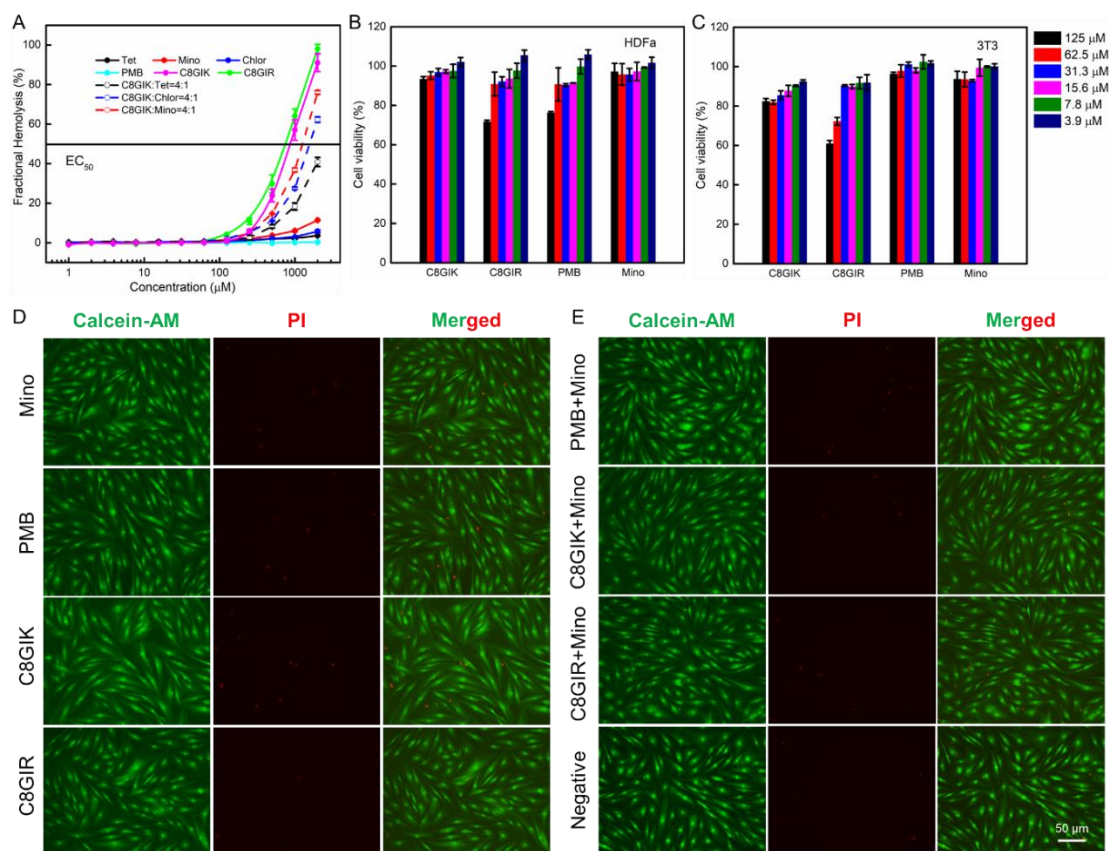 A
Fractional Hemolysis (%)
100
80
60
40
20
0
Tet Mino Chlor
PMB C8GIK C8GIR
C8GIK:Tet=4:1
C8GIK:Chlor=4:1
C8GIK:Mino=4:1
EC50
1 10 100 1000
Concentration (μM)
B
Cell viability (%)
120
100
80
60
40
20
0
HDFa
C8GIK C8GIR PMB Mino
C
Cell viability (%)
120
100
80
60
40
20
0
3T3
C8GIK C8GIR PMB Mino
125 μM
62.5 μM
31.3 μM
15.6 μM
7.8 μM
3.9 μM
D
Calcein-AM PI Merged
Mino
PMB
C8GIK
C8GIR
E
Calcein-AM PI Merged
PMB+Mino
C8GIK+Mino
C8GIR+Mino
Negative
50 μm